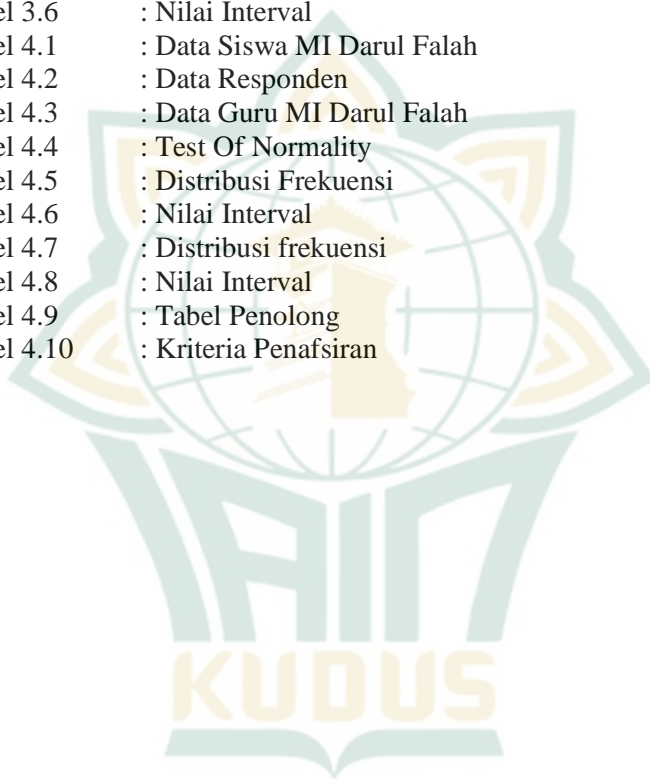 el 3.6 : Nilai Interval
el 4.1 : Data Siswa MI Darul Falah
el 4.2 : Data Responden
el 4.3 : Data Guru MI Darul Falah
el 4.4 : Test Of Normality
el 4.5 : Distribusi Frekuensi
el 4.6 : Nilai Interval
el 4.7 : Distribusi frekuensi
el 4.8 : Nilai Interval
el 4.9 : Tabel Penolong
el 4.10 : Kriteria Penafsiran
IAIN
KUDUS